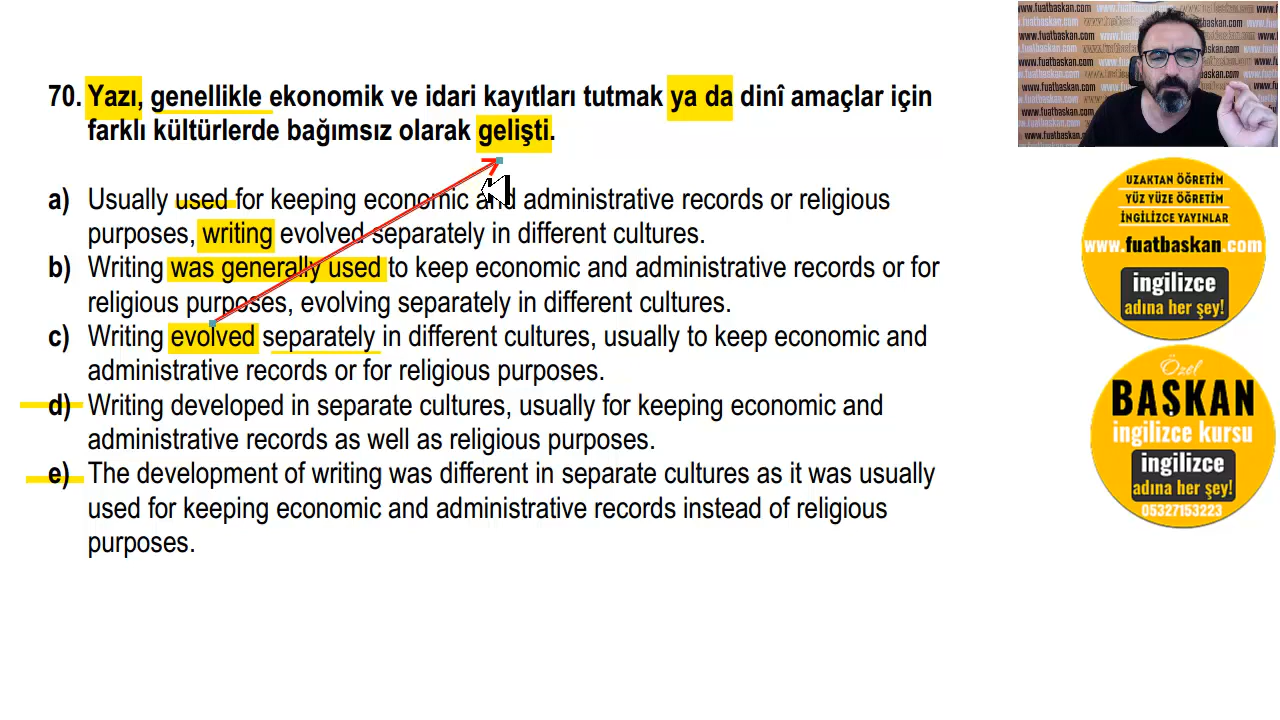 70. Yazı, genellikle ekonomik ve idari kayıtları tutmak ya da dinî amaçlar için
farklı kültürlerde bağımsız olarak gelişti.
a) Usually used for keeping economic and administrative records or religious
purposes, writing evolved separately in different cultures.
b) Writing was generally used to keep economic and administrative records or for
religious purposes, evolving separately in different cultures.
c) Writing evolved separately in different cultures, usually to keep economic and
administrative records or for religious purposes.
d) Writing developed in separate cultures, usually for keeping economic and
administrative records as well as religious purposes.
e) The development of writing was different in separate cultures as it was usually
used for keeping economic and administrative records instead of religious
purposes.
www.fuatbaskan.com
UZAKTAN ÖĞRETİM
YÜZ YÜZE ÖĞRETİM
İNGİLİZCE YAYINLAR
www.fuatbaskan.com
ingilizce
adına her şey!
Özel
BAŞKAN
ingilizce kursu
ingilizce
adına her şey!
05327153223